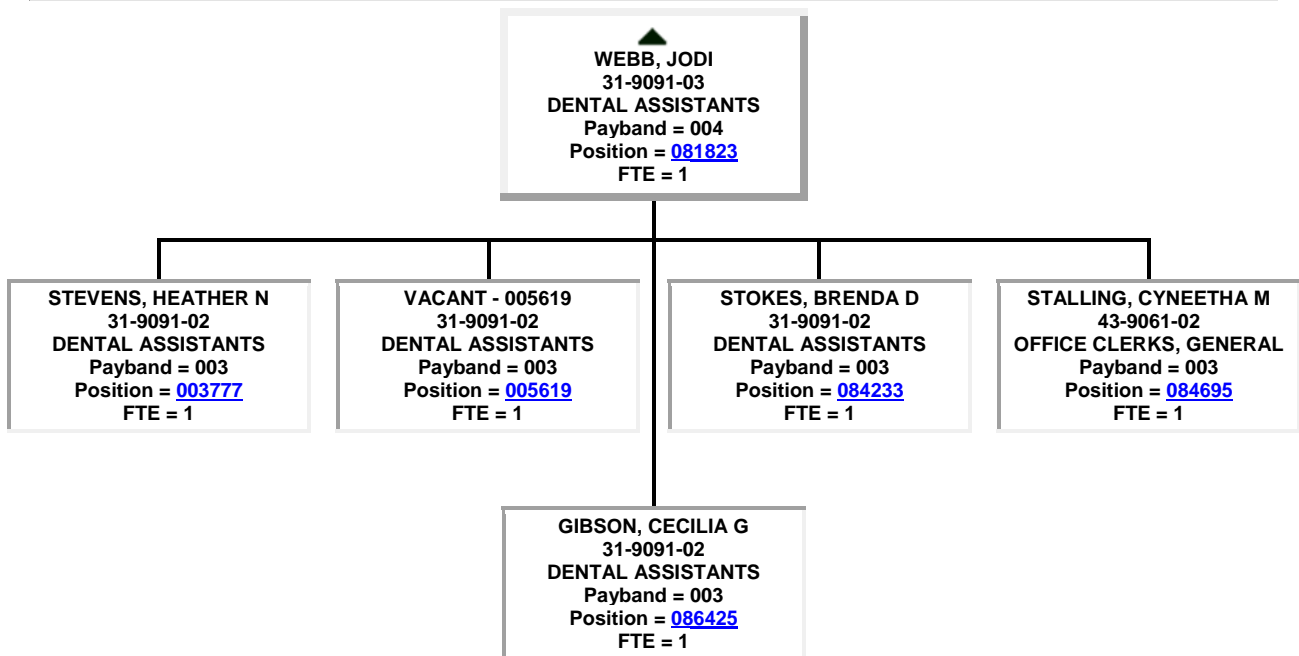 WEBB, JODI
31-9091-03
DENTAL ASSISTANTS
Payband = 004
Position = 081823
FTE = 1
STEVENS, HEATHER N
31-9091-02
DENTAL ASSISTANTS
Payband = 003
Position = 003777
FTE = 1
VACANT - 005619
31-9091-02
DENTAL ASSISTANTS
Payband = 003
Position = 005619
FTE = 1
STOKES, BRENDA D
31-9091-02
DENTAL ASSISTANTS
Payband = 003
Position = 084233
FTE = 1
STALLING, CYNEETHA M
43-9061-02
OFFICE CLERKS, GENERAL
Payband = 003
Position = 084695
FTE = 1
GIBSON, CECILIA G
31-9091-02
DENTAL ASSISTANTS
Payband = 003
Position = 086425
FTE = 1